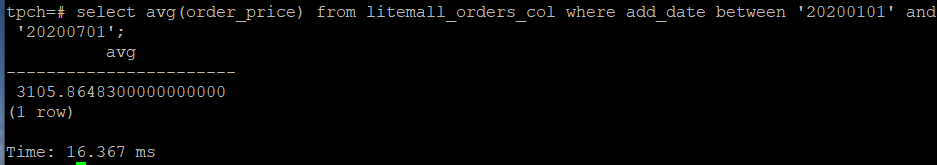 tpch=# select avg(order_price) from litemall_orders_col where add_date between '20200101' and
'20200701';
avg
-----------------------
3105.8648300000000000
(1 row)
Time: 16.367 ms